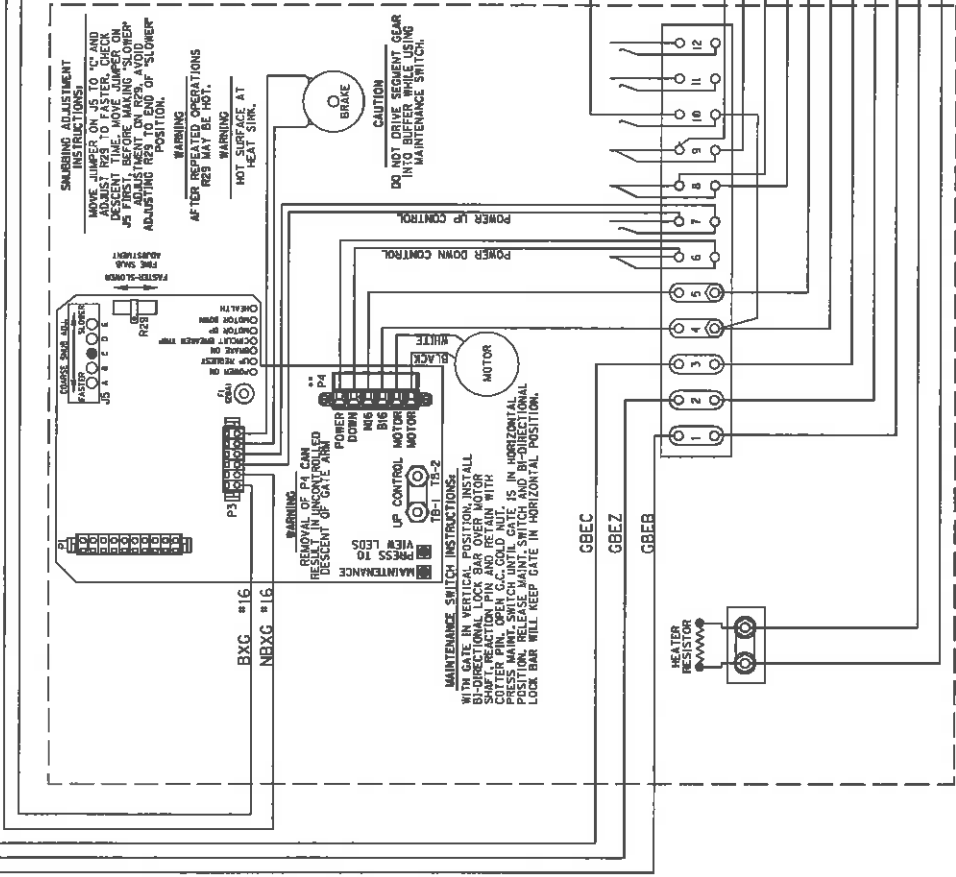 SNUBBING ADJUSTMENT
INSTRUCTIONS:
MOVE JUMPER ON J5 TO "C" AND
ADJUST R29 TO FASTER. CHECK
DESCENT TIME. MOVE JUMPER ON
J5 FIRST, BEFORE MAKING "SLOWER"
ADJUSTMENT ON R29. AVOID
ADJUSTING R29 TO END OF "SLOWER"
POSITION.
WARNING
AFTER REPEATED OPERATIONS
R29 MAY BE HOT.
WARNING
HOT SURFACE AT
HEAT SINK.
BRAKE
CAUTION
DO NOT DRIVE SEGMENT GEAR
INTO BUFFER WHILE USING
MAINTENANCE SWITCH.
POWER UP CONTROL
POWER DOWN CONTROL
12
11
10
9
8
7
6
5
4
3
2
1
FASTER-SLOWER
FINE SNUB
ADJUSTMENT
R29
COARSE SNUB ADJ.
FASTER SLOWER
J5 A B C D E
HEALTH
MOTOR DOWN
MOTOR UP
CIRCUIT BREAKER TRIP
BRAKE ON
UP REQUEST
POWER ON
F1
P3
P1
** P4
POWER
DOWN
N16
B16
MOTOR
MOTOR
WHITE
BLACK
MOTOR
WARNING
REMOVAL OF P4 CAN
RESULT IN UNCONTROLLED
DESCENT OF GATE ARM
UP CONTROL
TB-1 TB-2
PRESS TO
VIEW LEDS
MAINTENANCE
MAINTENANCE SWITCH INSTRUCTIONS:
WITH GATE IN VERTICAL POSITION, INSTALL
BI-DIRECTIONAL LOCK BAR OVER MOTOR
SHAFT, REACTION PIN AND RETAIN WITH
COTTER PIN. OPEN G.C. GOLD NUT.
PRESS MAINT. SWITCH UNTIL GATE IS IN HORIZONTAL
POSITION. RELEASE MAINT. SWITCH AND BI-DIRECTIONAL
LOCK BAR WILL KEEP GATE IN HORIZONTAL POSITION.
BXG #16
NBXG #16
GBEC
GBEZ
GBEB
HEATER
RESISTOR